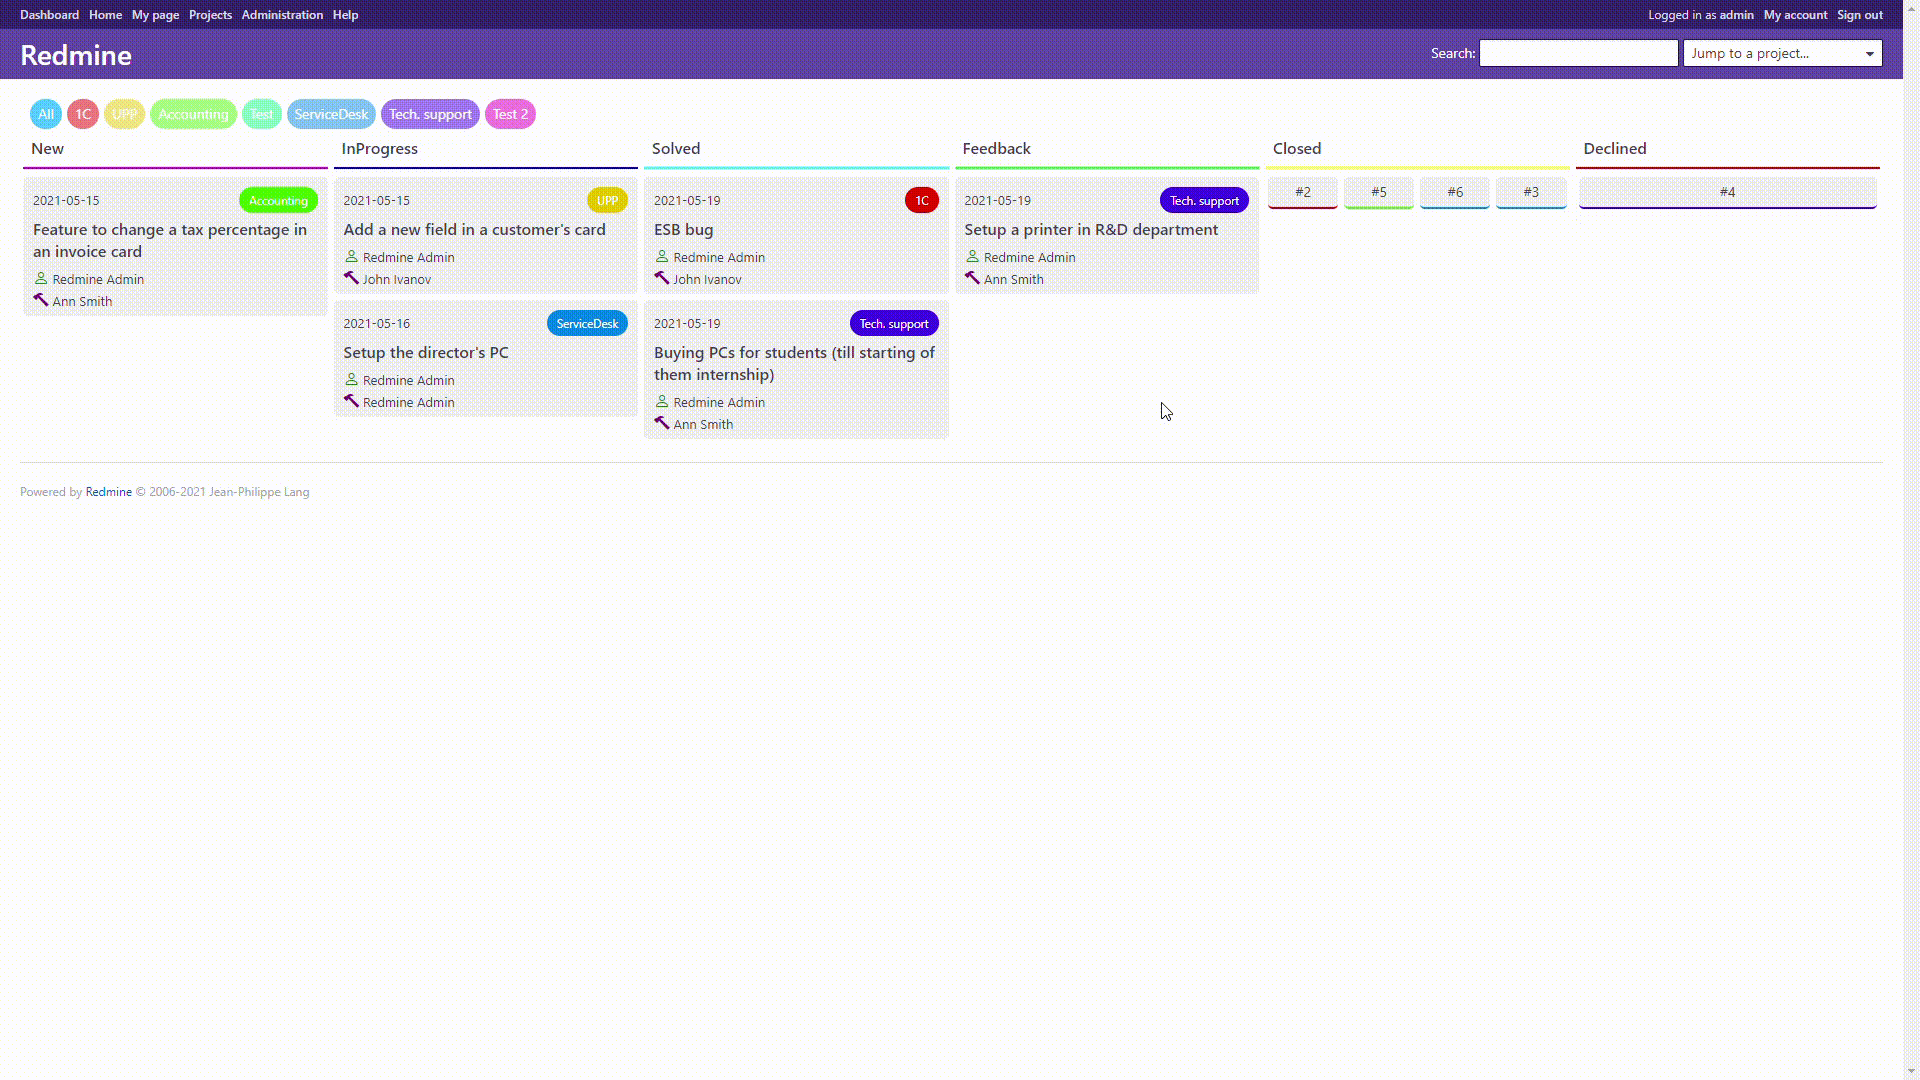 Dashboard Home My page Projects Administration Help
Logged in as admin My account Sign out
Redmine
Search: Jump to a project...
All 1C UPP Accounting Test ServiceDesk Tech. support Test 2
New
2021-05-15 Accounting
Feature to change a tax percentage in
an invoice card
Redmine Admin
Ann Smith
InProgress
2021-05-15 UPP
Add a new field in a customer's card
Redmine Admin
John Ivanov
2021-05-16 ServiceDesk
Setup the director's PC
Redmine Admin
Redmine Admin
Solved
2021-05-19 1C
ESB bug
Redmine Admin
John Ivanov
2021-05-19 Tech. support
Buying PCs for students (till starting of
them internship)
Redmine Admin
Ann Smith
Feedback
2021-05-19 Tech. support
Setup a printer in R&D department
Redmine Admin
Ann Smith
Closed
#2 #5 #6 #3
Declined
#4
Powered by Redmine © 2006-2021 Jean-Philippe Lang